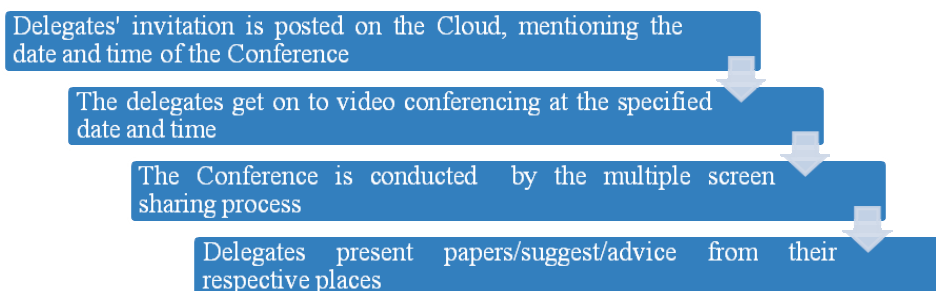 Delegates' invitation is posted on the Cloud, mentioning the
date and time of the Conference
The delegates get on to video conferencing at the specified
date and time
The Conference is conducted by the multiple screen
sharing process
Delegates present papers/suggest/advice from their
respective places